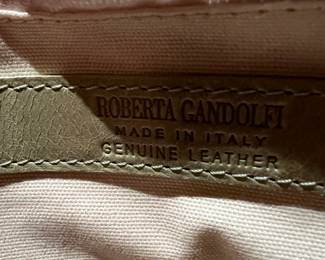 ROBERTA GANDOLFI
MADE IN ITALY
GENUINE LEATHER